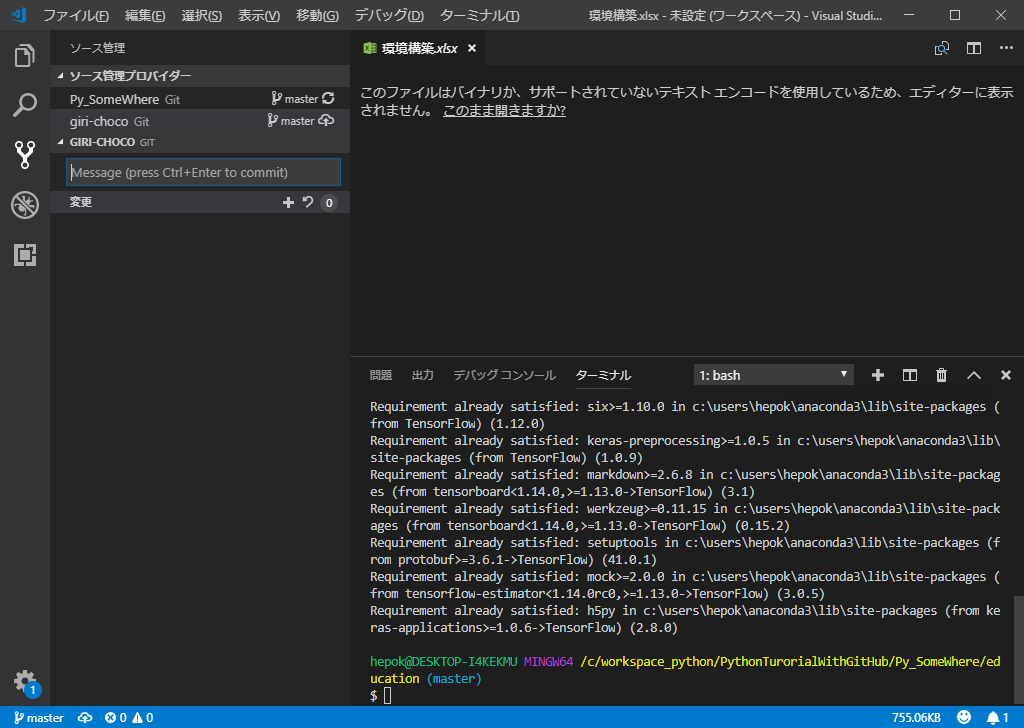 ファイル(F) 編集(E) 選択(S) 表示(V) 移動(G) デバッグ(D) ターミナル(T) 環境構築.xlsx - 未設定 (ワークスペース) - Visual Studi...
ソース管理
ソース管理プロバイダー
Py_SomeWhere Git master
giri-choco Git master
GIRI-CHOCO GIT
Message (press Ctrl+Enter to commit)
変更 0
環境構築.xlsx
このファイルはバイナリか、サポートされていないテキスト エンコードを使用しているため、エディターに表示
されません。 このまま開きますか?
問題 出力 デバッグ コンソール ターミナル 1: bash
Requirement already satisfied: six>=1.10.0 in c:\users\hepok\anaconda3\lib\site-packages (
from TensorFlow) (1.12.0)
Requirement already satisfied: keras-preprocessing>=1.0.5 in c:\users\hepok\anaconda3\lib\
site-packages (from TensorFlow) (1.0.9)
Requirement already satisfied: markdown>=2.6.8 in c:\users\hepok\anaconda3\lib\site-packag
es (from tensorboard<1.14.0,>=1.13.0->TensorFlow) (3.1)
Requirement already satisfied: werkzeug>=0.11.15 in c:\users\hepok\anaconda3\lib\site-pack
ages (from tensorboard<1.14.0,>=1.13.0->TensorFlow) (0.15.2)
Requirement already satisfied: setuptools in c:\users\hepok\anaconda3\lib\site-packages (f
rom protobuf>=3.6.1->TensorFlow) (41.0.1)
Requirement already satisfied: mock>=2.0.0 in c:\users\hepok\anaconda3\lib\site-packages (
from tensorflow-estimator<1.14.0rc0,>=1.13.0->TensorFlow) (3.0.5)
Requirement already satisfied: h5py in c:\users\hepok\anaconda3\lib\site-packages (from ke
ras-applications>=1.0.6->TensorFlow) (2.8.0)
hepok@DESKTOP-I4KEKMU MINGW64 /c/workspace_python/PythonTurorialWithGitHub/Py_SomeWhere/ed
ucation (master)
$
1
master 0 0 755.06KB 1